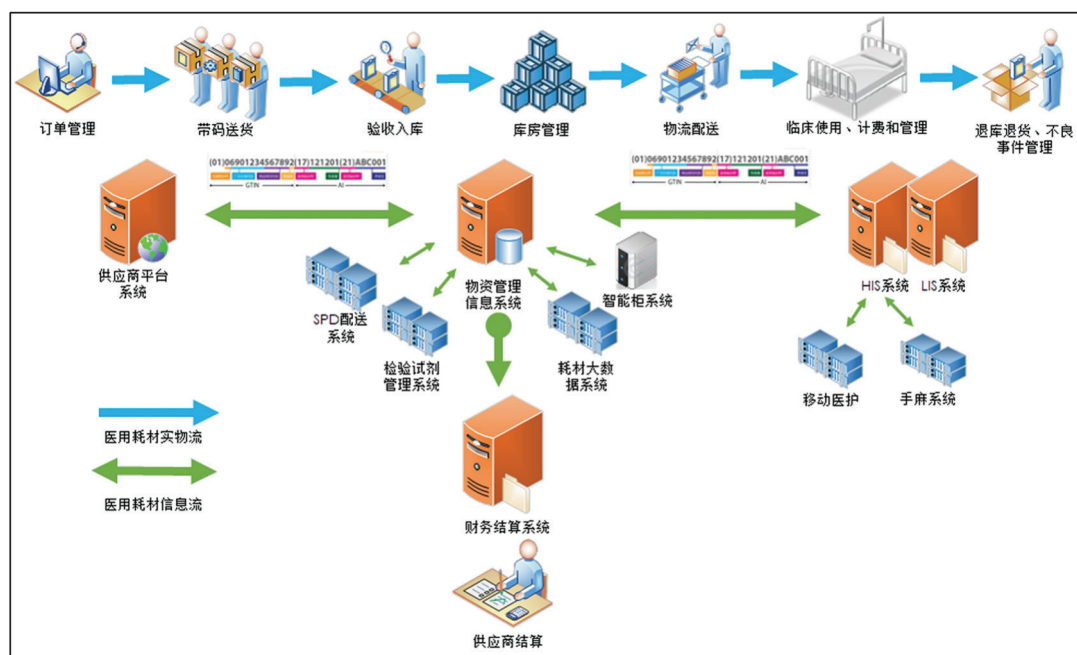 订单管理
带码送货
验收入库
库房管理
物流配送
临床使用、计费和管理
退库退货、不良
事件管理
(01)06901234567892(17)121201(21)ABC001
GTIN
AI
(01)06901234567892(17)121201(21)ABC001
GTIN
AI
供应商平台
系统
物资管理
信息系统
智能柜系统
HIS系统
LIS系统
SPD配送
系统
检验试剂
管理系统
耗材大数
据系统
移动医护
手麻系统
医用耗材实物流
医用耗材信息流
财务结算系统
供应商结算